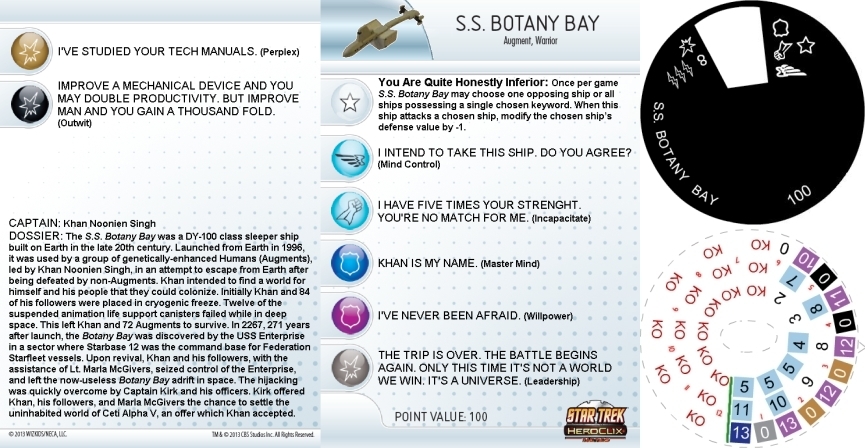 I'VE STUDIED YOUR TECH MANUALS. (Perplex)
IMPROVE A MECHANICAL DEVICE AND YOU
MAY DOUBLE PRODUCTIVITY. BUT IMPROVE
MAN AND YOU GAIN A THOUSAND FOLD.
(Outwit)
CAPTAIN: Khan Noonien Singh
DOSSIER: The S.S. Botany Bay was a DY-100 class sleeper ship
built on Earth in the late 20th century. Launched from Earth in 1996,
it was used by a group of genetically-enhanced Humans (Augments),
led by Khan Noonien Singh, in an attempt to escape from Earth after
being defeated by non-Augments. Khan intended to find a world for
himself and his people that they could colonize. Initially Khan and 84
of his followers were placed in cryogenic freeze. Twelve of the
suspended animation life support canisters failed while in deep
space. This left Khan and 72 Augments to survive. In 2267, 271 years
after launch, the Botany Bay was discovered by the USS Enterprise
in a sector where Starbase 12 was the command base for Federation
Starfleet vessels. Upon revival, Khan and his followers, with the
assistance of Lt. Marla McGivers, seized control of the Enterprise,
and left the now-useless Botany Bay adrift in space. The hijacking
was quickly overcome by Captain Kirk and his officers. Kirk offered
Khan, his followers, and Marla McGivers the chance to settle the
uninhabited world of Ceti Alpha V, an offer which Khan accepted.
© 2013 WIZKIDS/NECA, LLC.
TM & © 2013 CBS Studios Inc. All Rights Reserved.
S.S. BOTANY BAY
Augment, Warrior
You Are Quite Honestly Inferior: Once per game
S.S. Botany Bay may choose one opposing ship or all
ships possessing a single chosen keyword. When this
ship attacks a chosen ship, modify the chosen ship's
defense value by -1.
I INTEND TO TAKE THIS SHIP. DO YOU AGREE?
(Mind Control)
I HAVE FIVE TIMES YOUR STRENGHT.
YOU'RE NO MATCH FOR ME. (Incapacitate)
KHAN IS MY NAME. (Master Mind)
I'VE NEVER BEEN AFRAID. (Willpower)
THE TRIP IS OVER. THE BATTLE BEGINS
AGAIN. ONLY THIS TIME IT'S NOT A WORLD
WE WIN. IT'S A UNIVERSE. (Leadership)
POINT VALUE: 100
STAR TREK
HEROCLIX
8
S.S. BOTANY BAY
100
5 5 5 4 3 3 2 2
11 10 10 9 8 8 7
13 0 13 0 12 0 11 0 10 0
KO KO KO KO KO KO KO KO KO KO KO KO KO KO KO KO KO KO